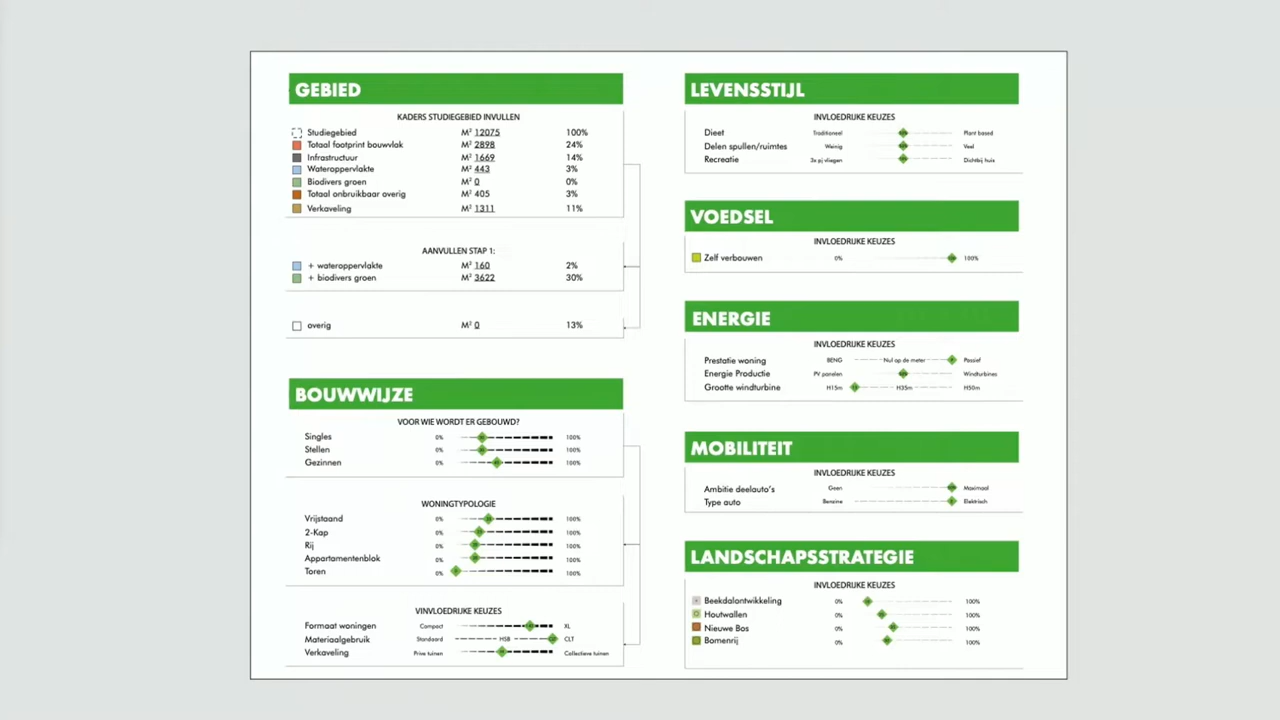 GEBIED
KADERS STUDIEGEBIED INVULLEN
Studiegebied M² 12075 100%
Totaal footprint bouwvlak M² 2898 24%
Infrastructuur M² 1669 14%
Wateroppervlakte M² 443 3%
Biodivers groen M² 0 0%
Totaal onbruikbaar overig M² 405 3%
Verkaveling M² 1311 11%
AANVULLEN STAP 1:
+ wateroppervlakte M² 160 2%
+ biodivers groen M² 3622 30%
overig M² 0 13%
BOUWWIJZE
VOOR WIE WORDT ER GEBOUWD?
Singles 0% 100%
Stellen 0% 100%
Gezinnen 0% 100%
WONINGTYPOLOGIE
Vrijstaand 0% 100%
2-Kap 0% 100%
Rij 0% 100%
Appartamentenblok 0% 100%
Toren 0% 100%
VINVLOEDRIJKE KEUZES
Formaat woningen Compact XL
Materiaalgebruik Standaard HSB CLT
Verkaveling Prive tuinen Collectieve tuinen
LEVENSSTIJL
INVLOEDRIJKE KEUZES
Dieet Traditioneel Plant based
Delen spullen/ruimtes Weinig Veel
Recreatie 3x pj vliegen Dichtbij huis
VOEDSEL
INVLOEDRIJKE KEUZES
Zelf verbouwen 0% 100%
ENERGIE
INVLOEDRIJKE KEUZES
Prestatie woning BENG Nul op de meter Passief
Energie Productie PV panelen Windturbines
Grootte windturbine H15m H35m H50m
MOBILITEIT
INVLOEDRIJKE KEUZES
Ambitie deelauto's Geen Maximaal
Type auto Benzine Elektrisch
LANDSCHAPSSTRATEGIE
INVLOEDRIJKE KEUZES
Beekdalontwikkeling 0% 100%
Houtwallen 0% 100%
Nieuwe Bos 0% 100%
Bomenrij 0% 100%